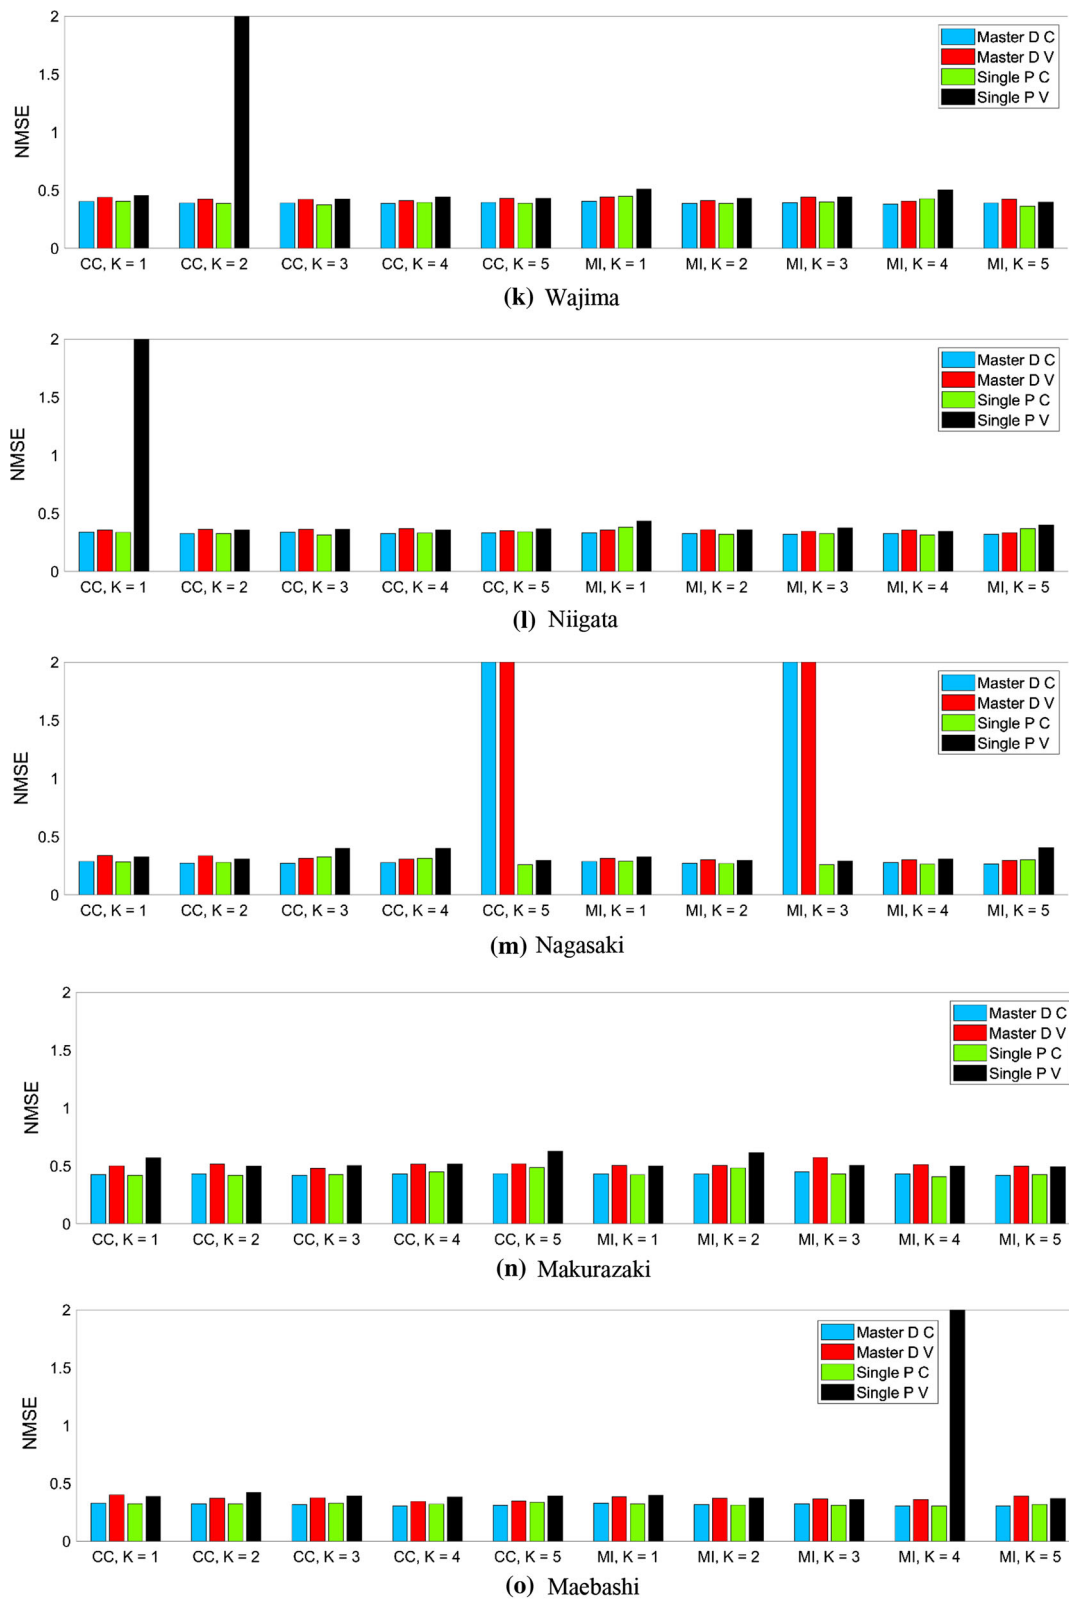 2
1.5
1
0.5
0
NMSE
Master D C
Master D V
Single P C
Single P V
CC, K = 1 CC, K = 2 CC, K = 3 CC, K = 4 CC, K = 5 MI, K = 1 MI, K = 2 MI, K = 3 MI, K = 4 MI, K = 5
(k) Wajima
2
1.5
1
0.5
0
NMSE
Master D C
Master D V
Single P C
Single P V
CC, K = 1 CC, K = 2 CC, K = 3 CC, K = 4 CC, K = 5 MI, K = 1 MI, K = 2 MI, K = 3 MI, K = 4 MI, K = 5
(l) Niigata
2
1.5
1
0.5
0
NMSE
Master D C
Master D V
Single P C
Single P V
CC, K = 1 CC, K = 2 CC, K = 3 CC, K = 4 CC, K = 5 MI, K = 1 MI, K = 2 MI, K = 3 MI, K = 4 MI, K = 5
(m) Nagasaki
2
1.5
1
0.5
0
NMSE
Master D C
Master D V
Single P C
Single P V
CC, K = 1 CC, K = 2 CC, K = 3 CC, K = 4 CC, K = 5 MI, K = 1 MI, K = 2 MI, K = 3 MI, K = 4 MI, K = 5
(n) Makurazaki
2
1.5
1
0.5
0
NMSE
Master D C
Master D V
Single P C
Single P V
CC, K = 1 CC, K = 2 CC, K = 3 CC, K = 4 CC, K = 5 MI, K = 1 MI, K = 2 MI, K = 3 MI, K = 4 MI, K = 5
(o) Maebashi